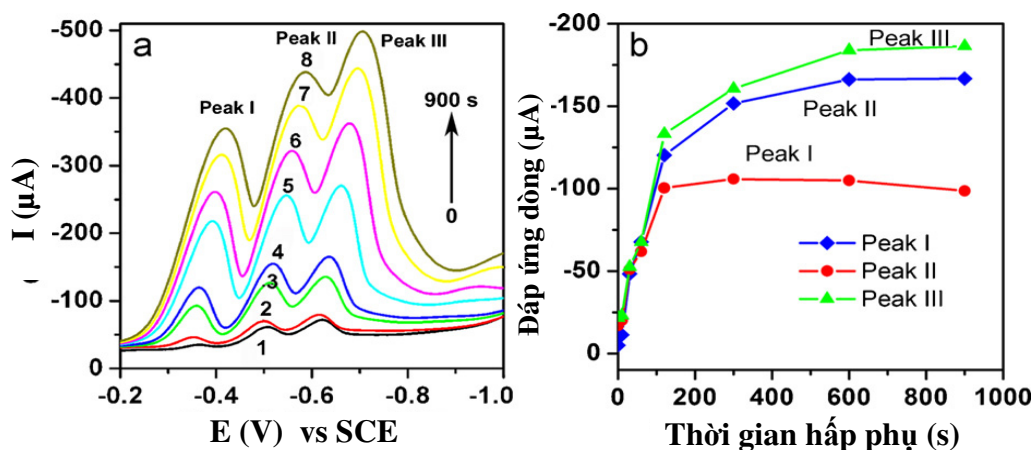 a
Peak I
Peak II
Peak III
8
7
6
5
4
3
2
1
900 s
0
-500
-400
-300
-200
-100
0
I (µA)
(
-0.2
-0.4
-0.6
-0.8
-1.0
E (V) vs SCE
b
Peak III
Peak II
Peak I
Peak I
Peak II
Peak III
-200
-150
-100
-50
0
Đáp ứng dòng (µA)
0
200
400
600
800
1000
Thời gian hấp phụ (s)